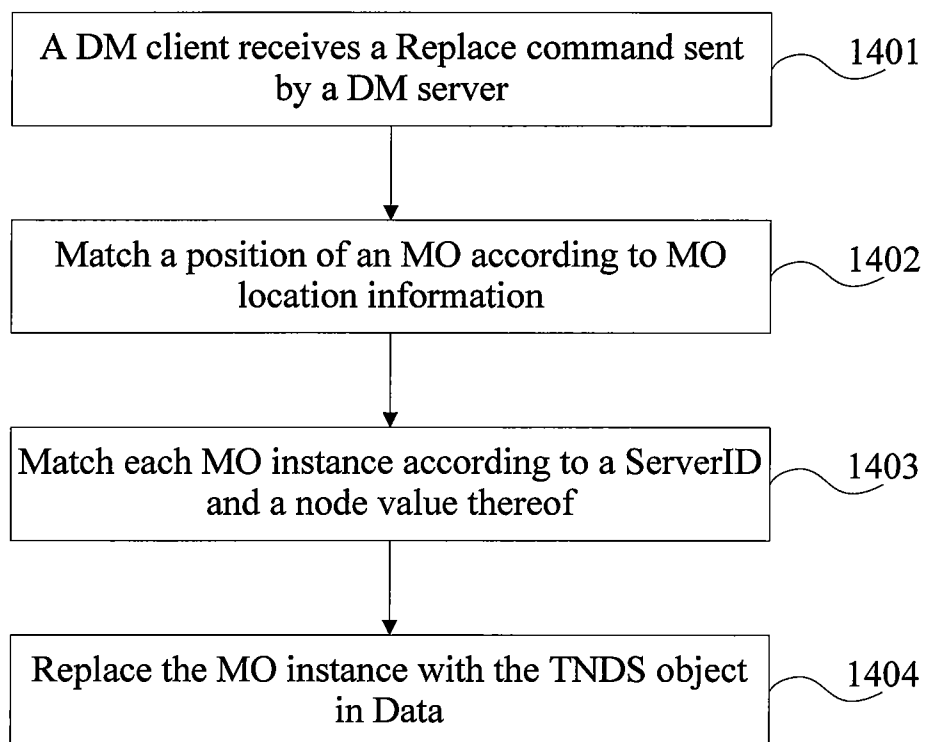 A DM client receives a Replace command sent
by a DM server
1401
Match a position of an MO according to MO
location information
1402
Match each MO instance according to a ServerID
and a node value thereof
1403
Replace the MO instance with the TNDS object
in Data
1404